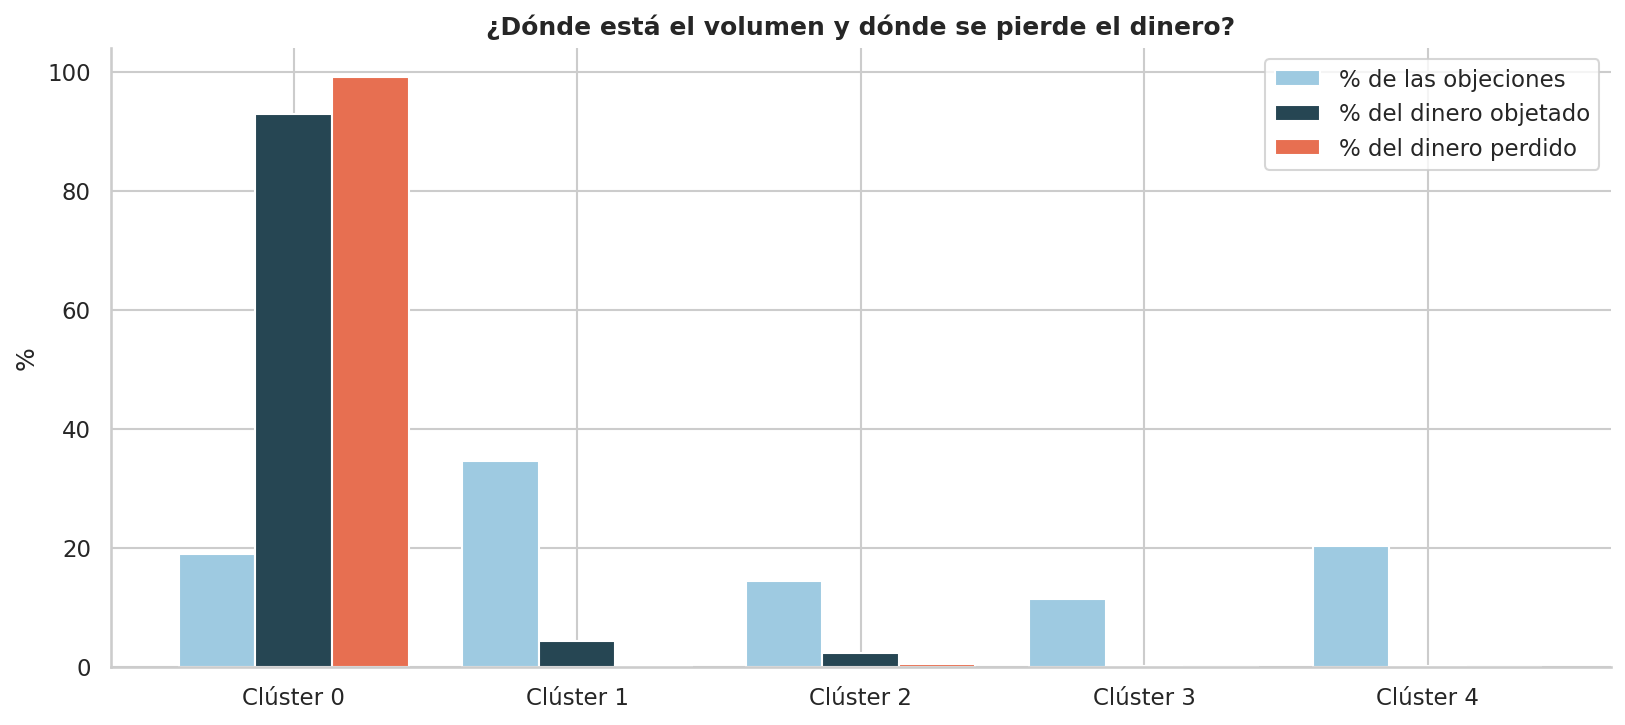 ¿Dónde está el volumen y dónde se pierde el dinero?
% de las objeciones
% del dinero objetado
% del dinero perdido
%
100
80
60
40
20
0
Clúster 0
Clúster 1
Clúster 2
Clúster 3
Clúster 4